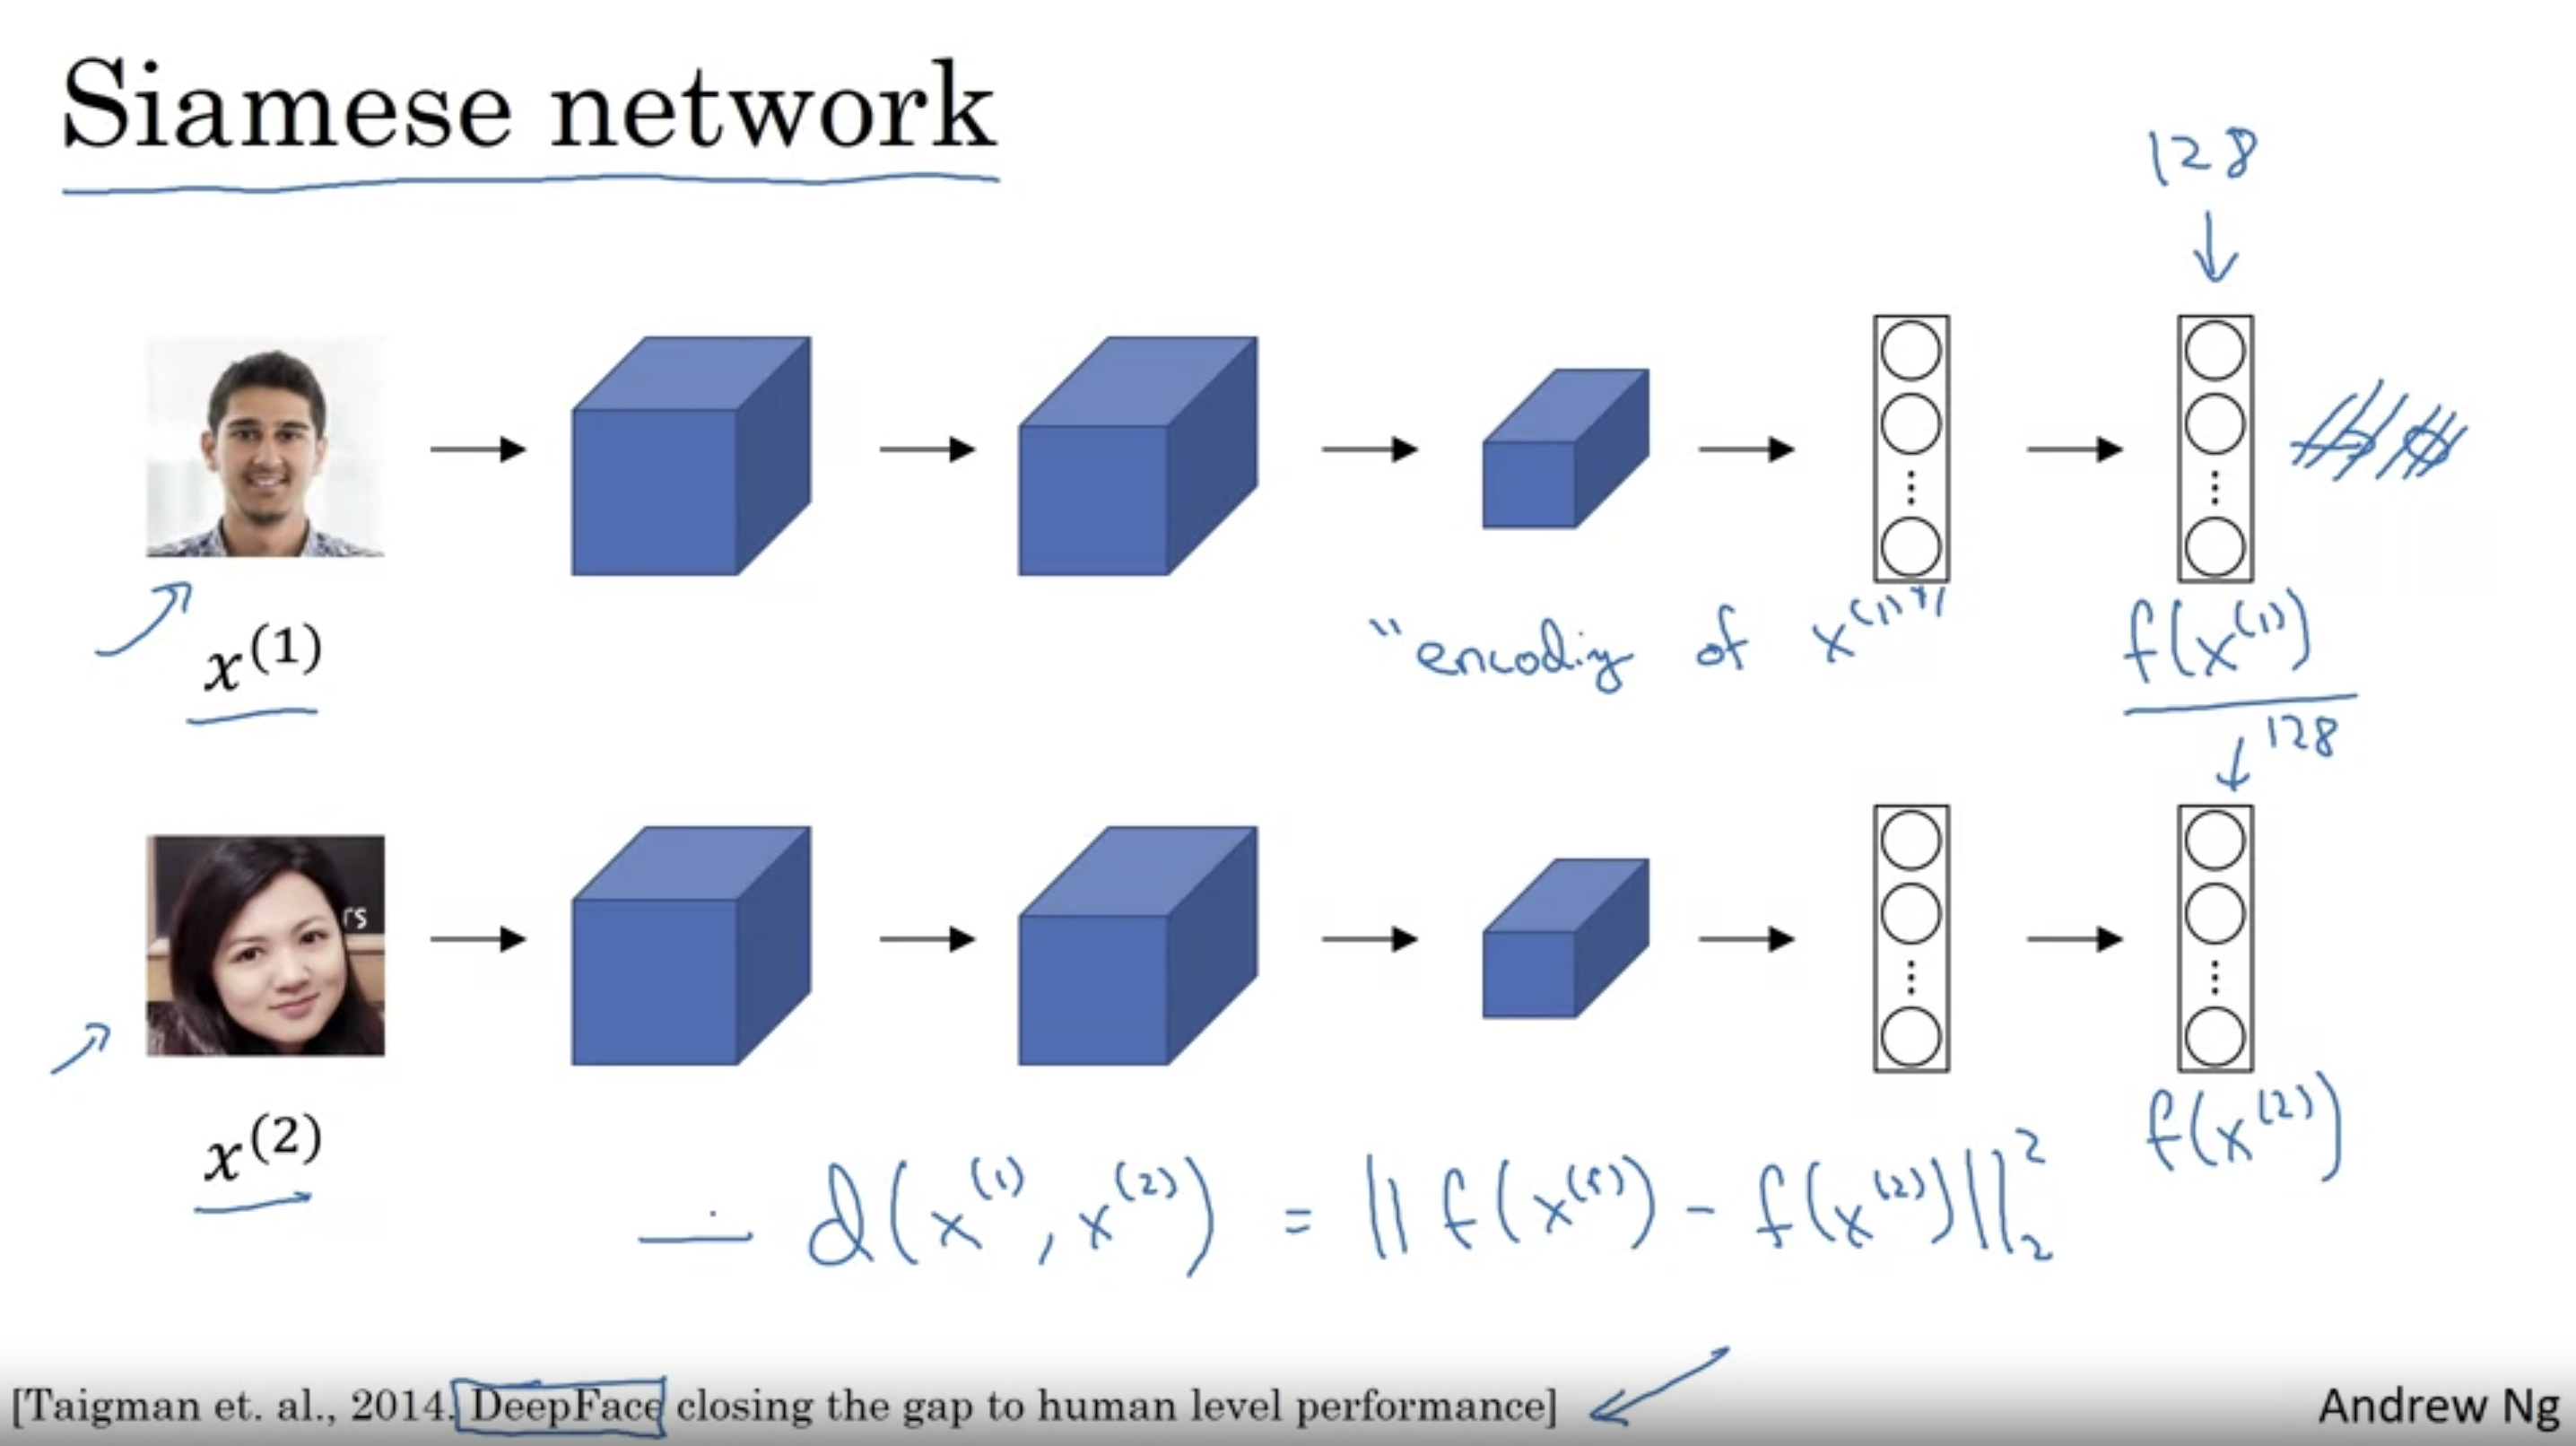 Siamese network
128
x^(1)
"encoding of x^(1)"
f(x^(1))
128
rs
x^(2)
f(x^(2))
d(x^(1), x^(2)) = || f(x^(1)) - f(x^(2)) ||_2^2
[Taigman et. al., 2014. DeepFace closing the gap to human level performance]
Andrew Ng